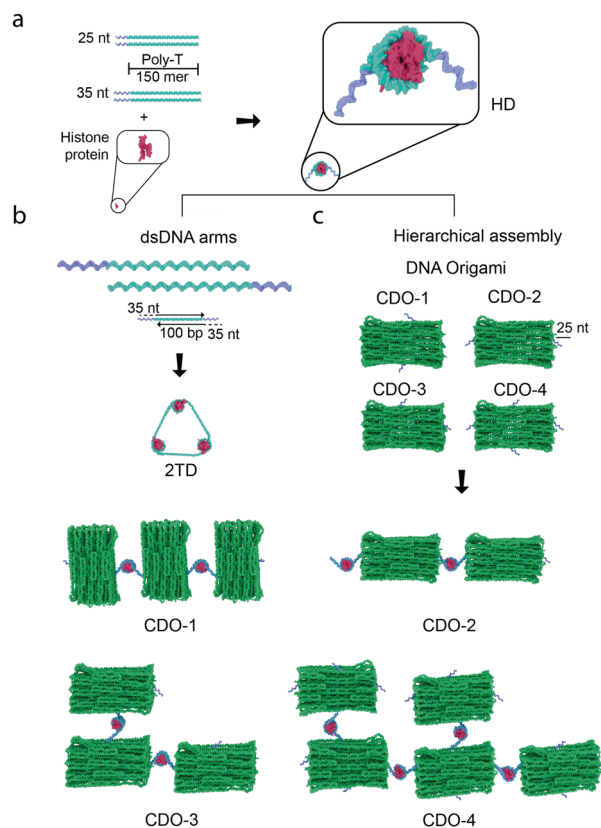 a
25 nt
Poly-T
150 mer
35 nt
+
Histone
protein
HD
b
dsDNA arms
35 nt
100 bp
35 nt
2TD
c
Hierarchical assembly
DNA Origami
CDO-1
CDO-2
25 nt
CDO-3
CDO-4
CDO-1
CDO-2
CDO-3
CDO-4